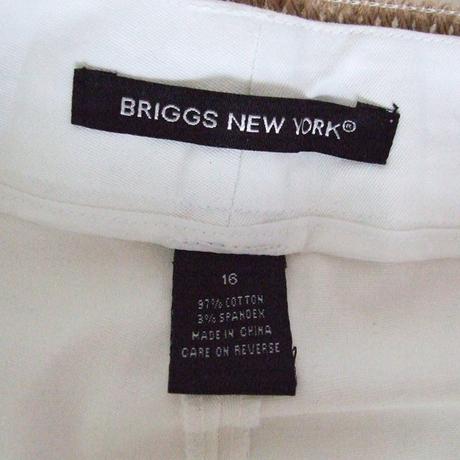 BRIGGS NEW YORK®
16
97% COTTON
3% SPANDEX
MADE IN CHINA
CARE ON REVERSE